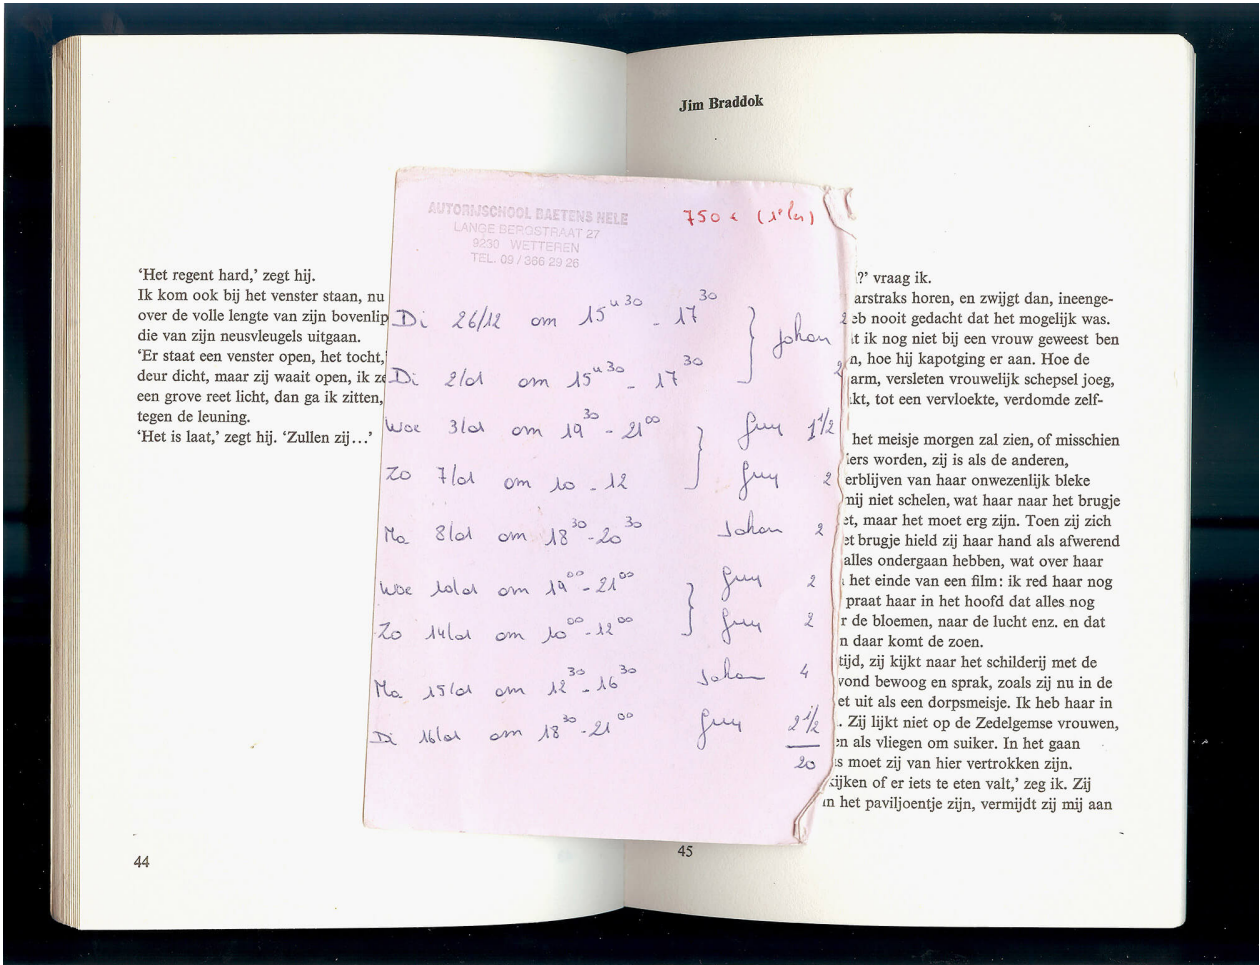 'Het regent hard,' zegt hij.
Ik kom ook bij het venster staan, nu
over de volle lengte van zijn bovenlip
die van zijn neusvleugels uitgaan.
'Er staat een venster open, het tocht,'
deur dicht, maar zij waait open, ik ze
een grove reet licht, dan ga ik zitten,
tegen de leuning.
'Het is laat,' zegt hij. 'Zullen zij...'
44
AUTORIJSCHOOL BAETENS NELE
LANGE BERGSTRAAT 27
9230 WETTEREN
TEL. 09 / 366 29 26
750 € (1e les)
Di 26/12 om 15u30 - 17 30 Johan 2
Di 2/01 om 15u30 - 17 30 2
Woe 3/01 om 19 30 - 21 00 Guy 1 1/2
Zo 7/01 om 10 - 12 Guy 2
Ma 8/01 om 18 30 - 20 30 Johan 2
Woe 10/01 om 19 00 - 21 00 Guy 2
Zo 14/01 om 10 00 - 12 00 Guy 2
Ma 15/01 om 12 30 - 16 30 Johan 4
Di 16/01 om 18 30 - 21 00 Guy 2 1/2
20
Jim Braddok
?' vraag ik.
arstraks horen, en zwijgt dan, ineenge-
eb nooit gedacht dat het mogelijk was.
t ik nog niet bij een vrouw geweest ben
n, hoe hij kapotging er aan. Hoe de
arm, versleten vrouwelijk schepsel joeg,
kt, tot een vervloekte, verdomde zelf-
het meisje morgen zal zien, of misschien
iers worden, zij is als de anderen,
erblijven van haar onwezenlijk bleke
mij niet schelen, wat haar naar het brugje
et, maar het moet erg zijn. Toen zij zich
et brugje hield zij haar hand als afwerend
alles ondergaan hebben, wat over haar
het einde van een film: ik red haar nog
praat haar in het hoofd dat alles nog
r de bloemen, naar de lucht enz. en dat
n daar komt de zoen.
tijd, zij kijkt naar het schilderij met de
vond bewoog en sprak, zoals zij nu in de
et uit als een dorpsmeisje. Ik heb haar in
. Zij lijkt niet op de Zedelgemse vrouwen,
en als vliegen om suiker. In het gaan
s moet zij van hier vertrokken zijn.
kijken of er iets te eten valt,' zeg ik. Zij
n het paviljoentje zijn, vermijdt zij mij aan
45